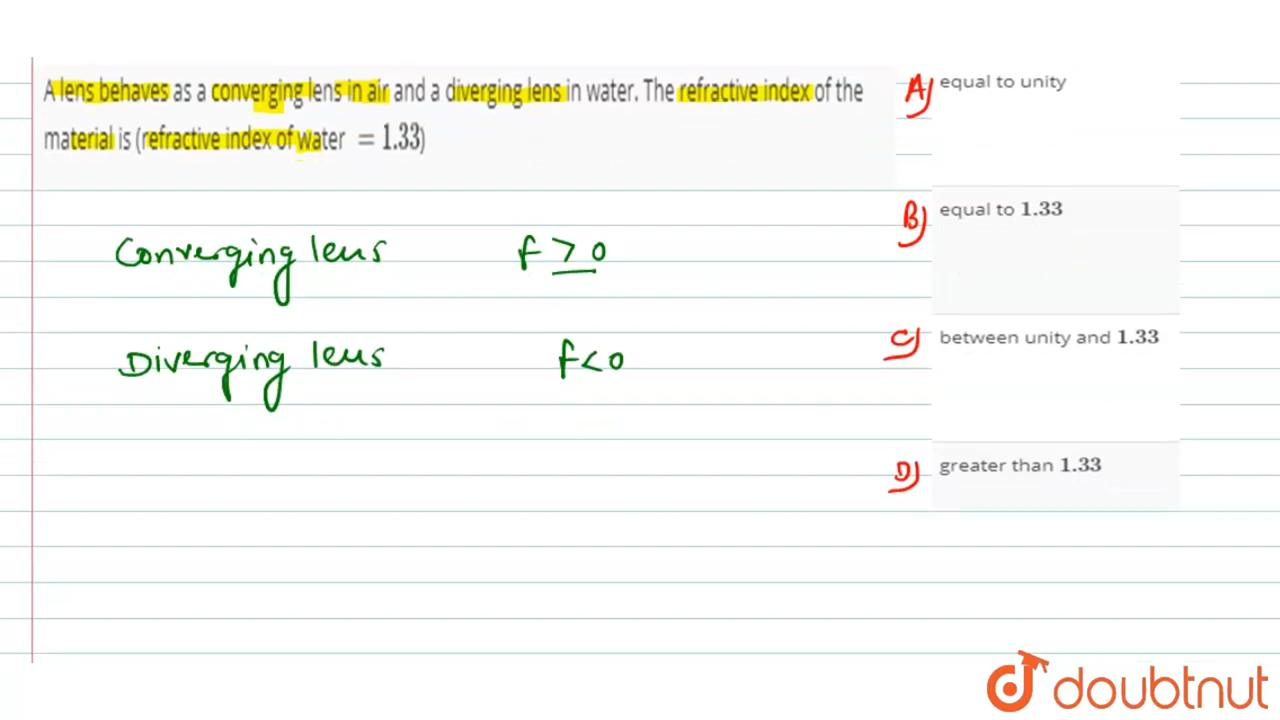 A lens behaves as a converging lens in air and a diverging lens in water. The refractive index of the
material is (refractive index of water = 1.33)
A) equal to unity
B) equal to 1.33
Converging lens f > 0
C) between unity and 1.33
Diverging lens f < 0
D) greater than 1.33
doubtnut